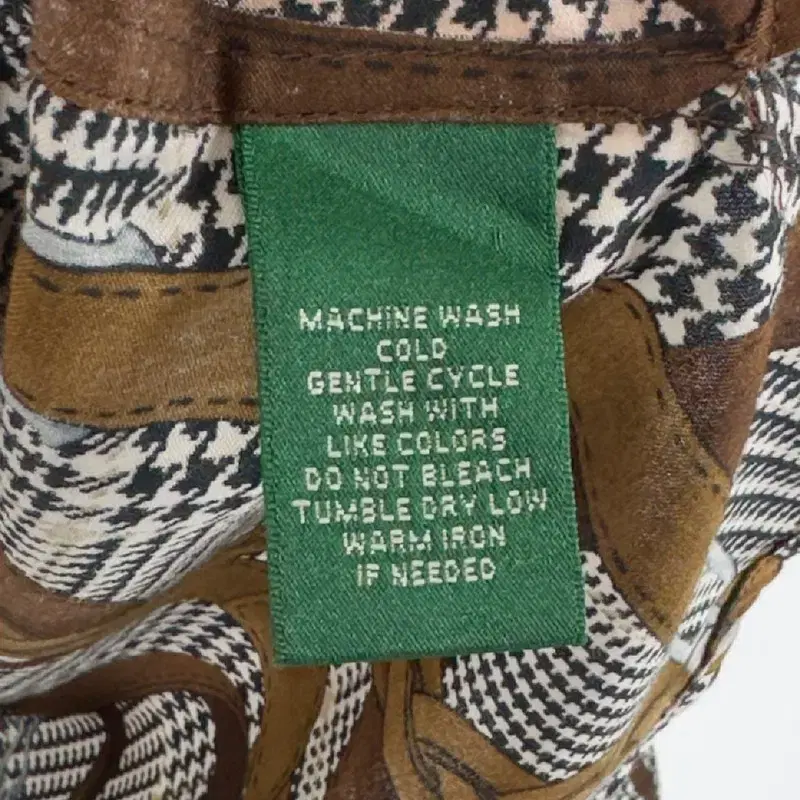 MACHINE WASH
COLD
GENTLE CYCLE
WASH WITH
LIKE COLORS
DO NOT BLEACH
TUMBLE DRY LOW
WARM IRON
IF NEEDED